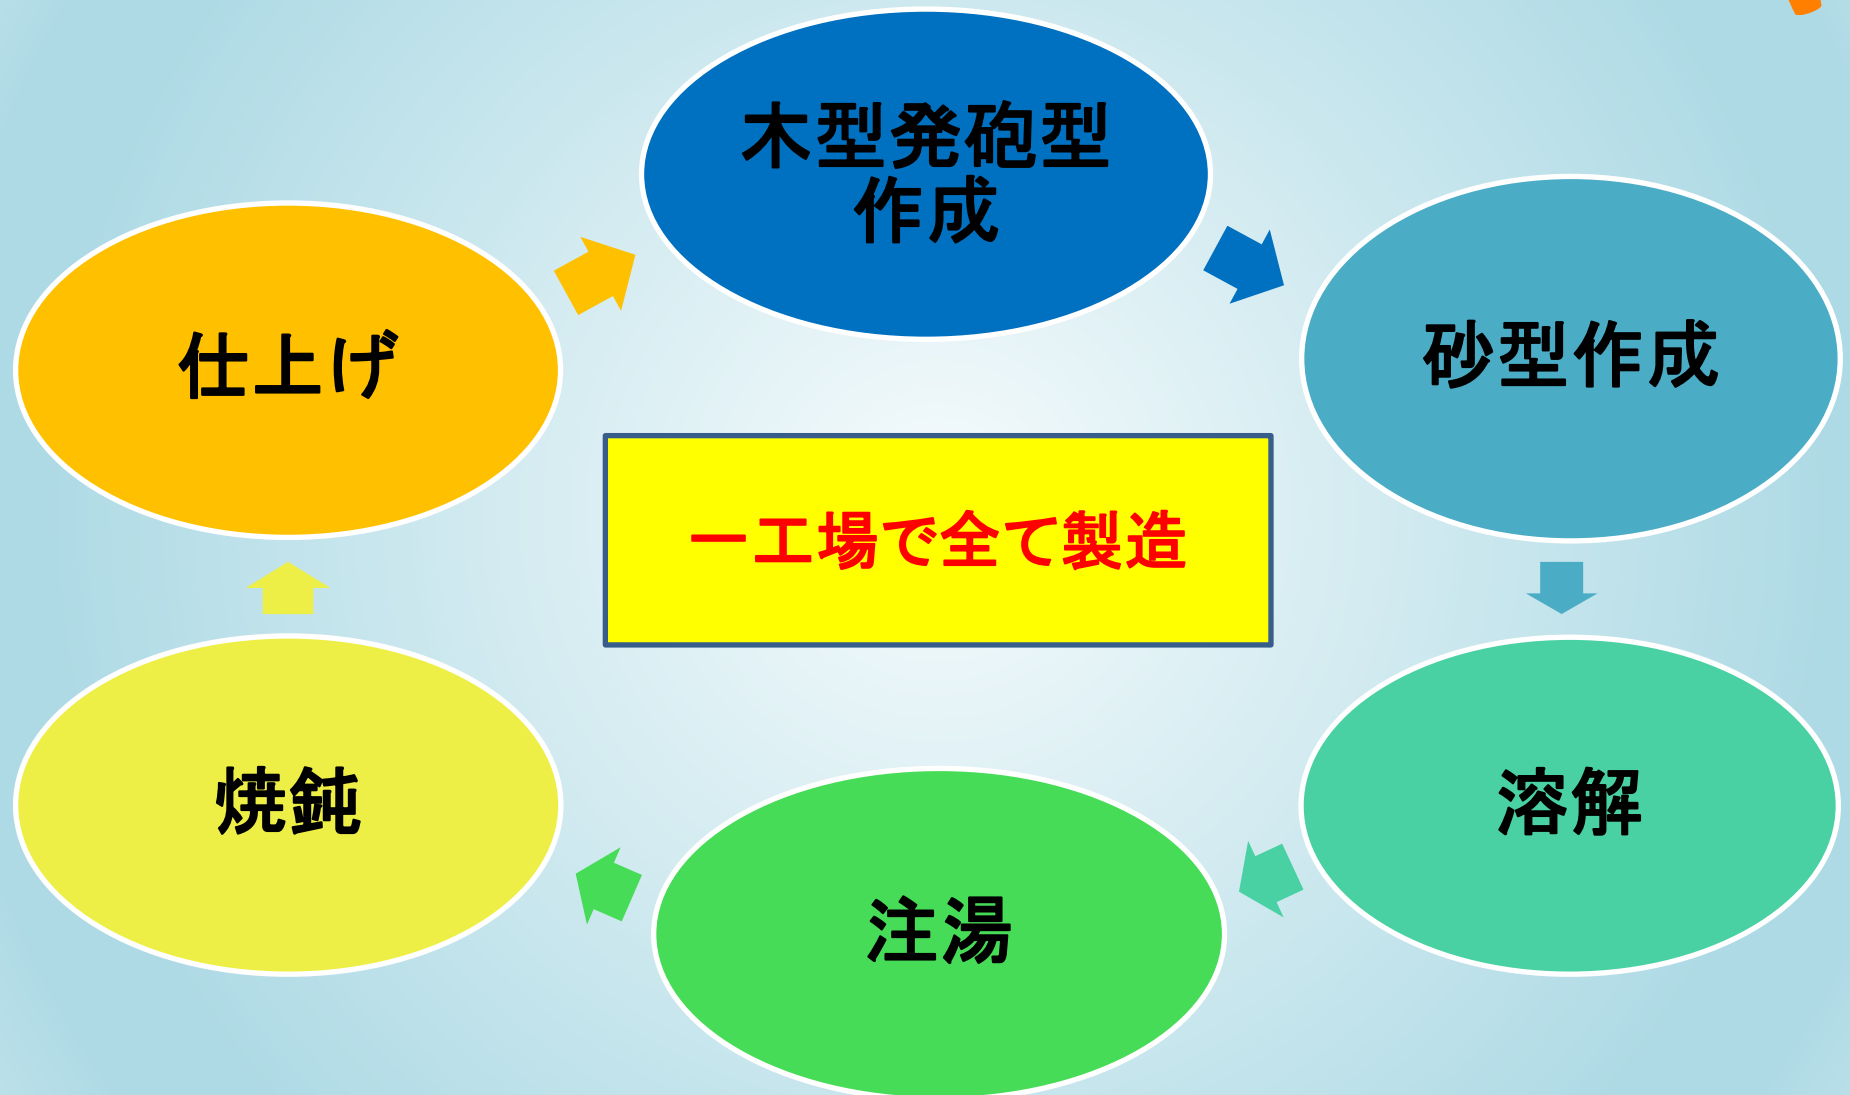 木型発砲型
作成
砂型作成
溶解
注湯
焼鈍
仕上げ
一工場で全て製造